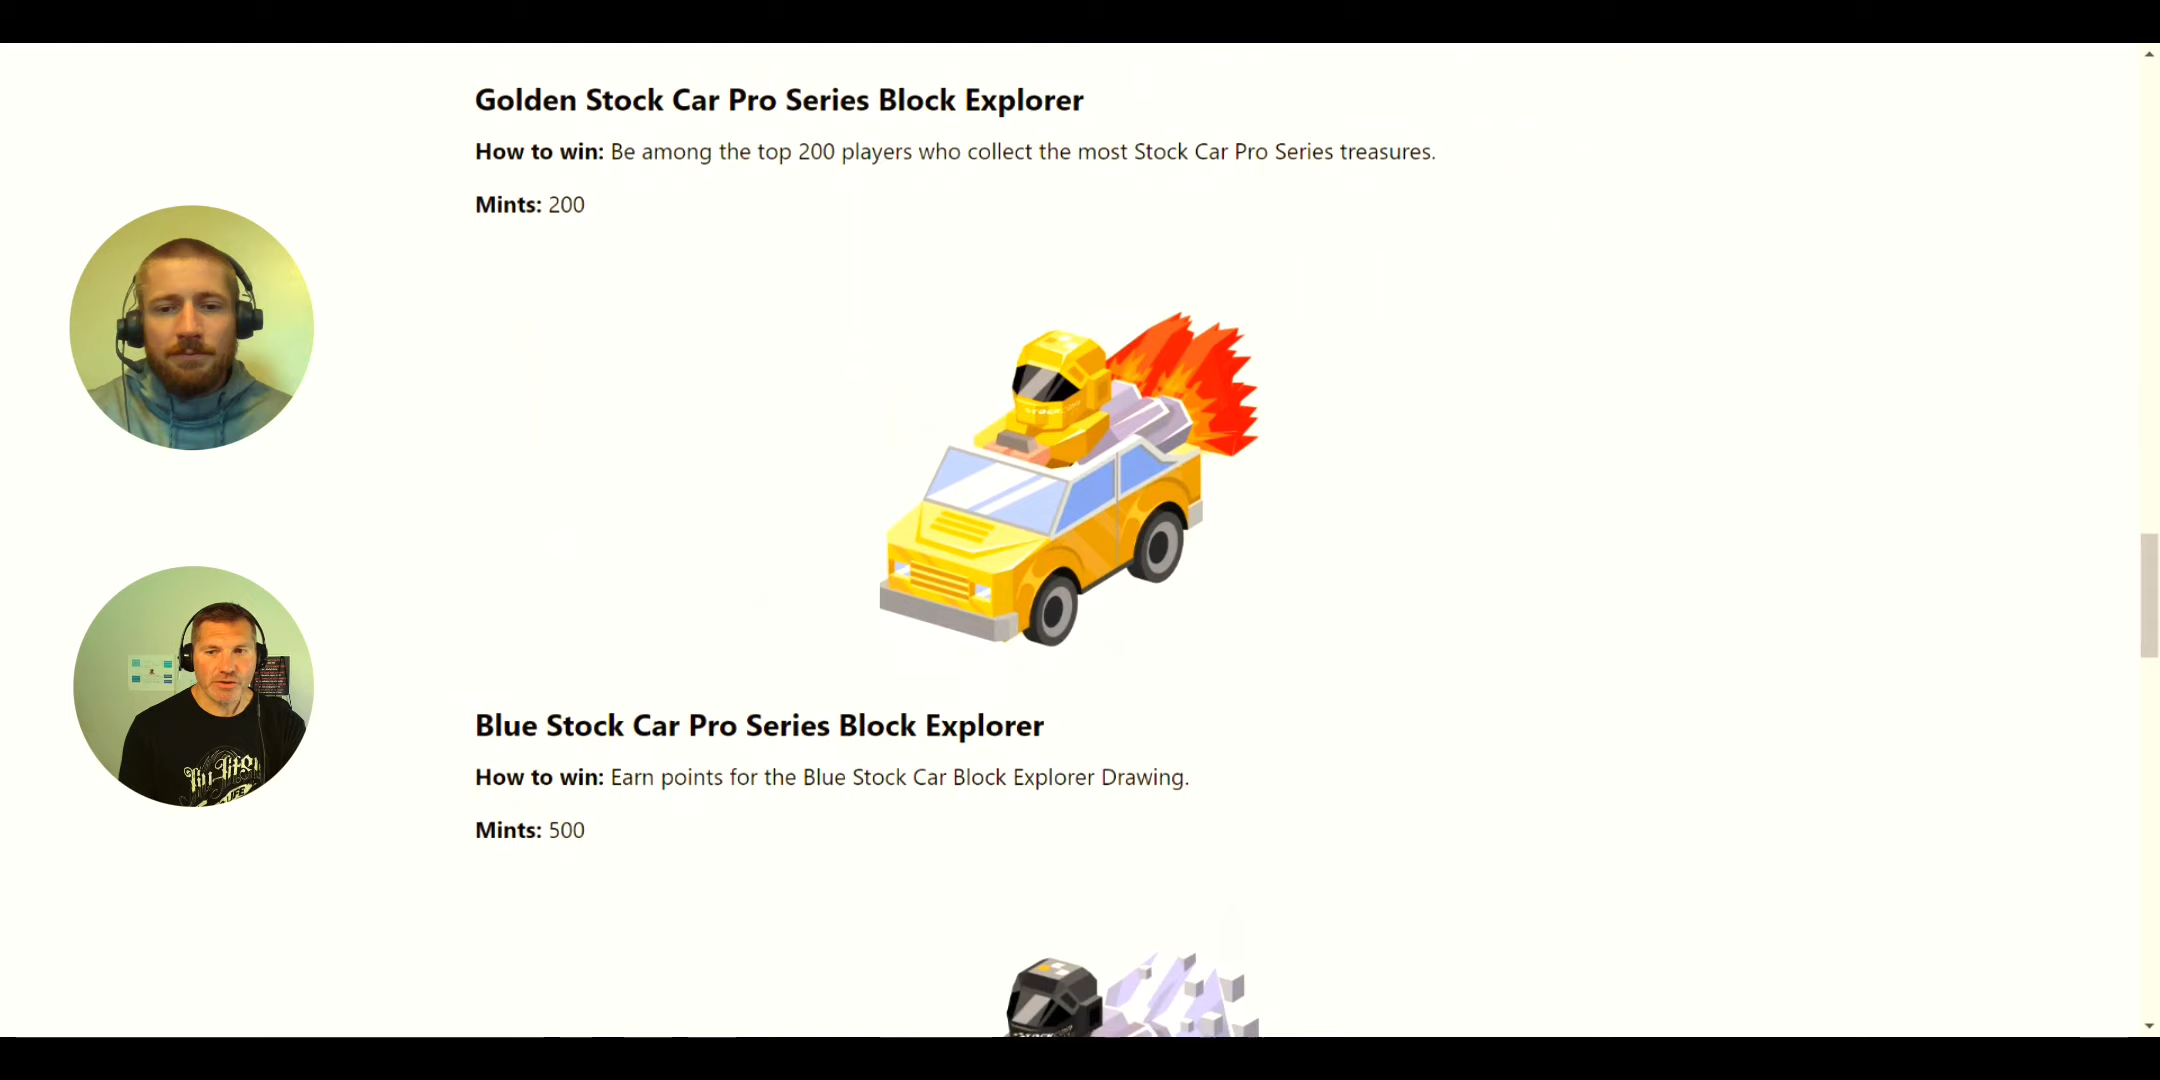 Golden Stock Car Pro Series Block Explorer
How to win: Be among the top 200 players who collect the most Stock Car Pro Series treasures.
Mints: 200
Blue Stock Car Pro Series Block Explorer
How to win: Earn points for the Blue Stock Car Block Explorer Drawing.
Mints: 500